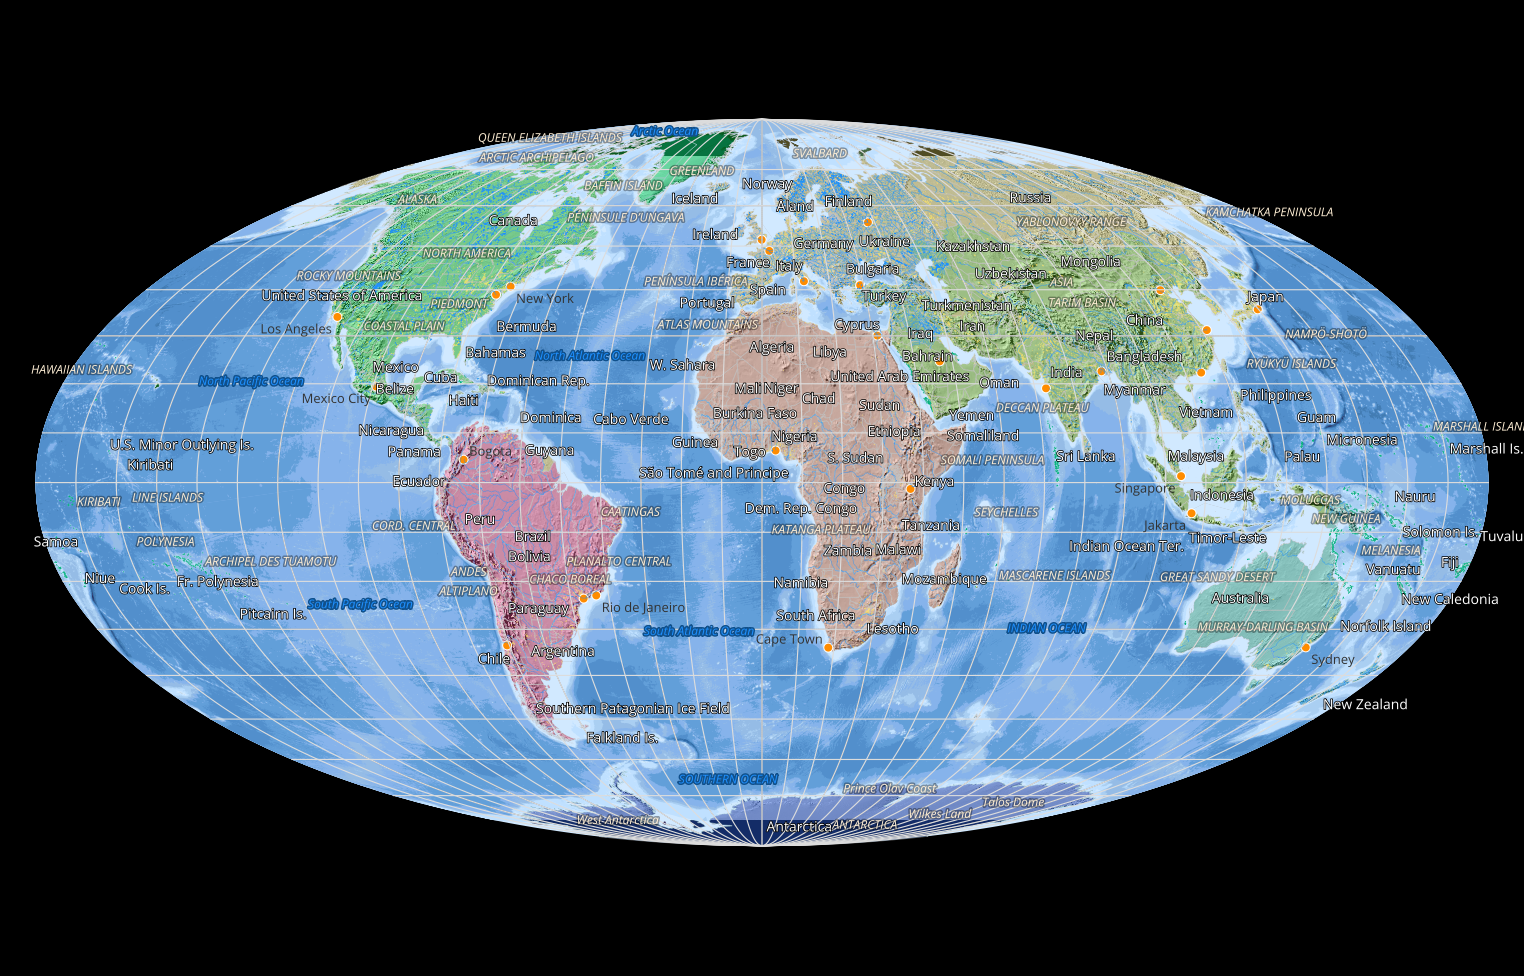 Arctic Ocean
QUEEN ELIZABETH ISLANDS
SVALBARD
ARCTIC ARCHIPELAGO
GREENLAND
BAFFIN ISLAND
Norway
ALASKA
Iceland
Russia
Finland
Åland
KAMCHATKA PENINSULA
PÉNINSULE D'UNGAVA
Canada
YABLONOVYY RANGE
Ireland
Germany
Ukraine
Kazakhstan
NORTH AMERICA
France
Mongolia
Italy
Bulgaria
ROCKY MOUNTAINS
Uzbekistan
PENÍNSULA IBÉRICA
ASIA
Spain
United States of America
New York
PIEDMONT
Portugal
Turkey
Turkmenistan
TARIM BASIN
Japan
China
Los Angeles
COASTAL PLAIN
Bermuda
ATLAS MOUNTAINS
Cyprus
Iraq
Iran
Nepal
NAMPŌ-SHOTŌ
Algeria
Libya
Bahamas
North Atlantic Ocean
Bahrain
Bangladesh
RYUKYU ISLANDS
Mexico
W. Sahara
HAWAIIAN ISLANDS
North Pacific Ocean
Cuba
Dominican Rep.
United Arab Emirates
India
Oman
Belize
Mali
Niger
Myanmar
Mexico City
Haiti
Chad
Sudan
Philippines
DECCAN PLATEAU
Burkina Faso
Yemen
Vietnam
Dominica
Cabo Verde
Guam
Nicaragua
Ethiopia
MARSHALL ISLAN
Guinea
Nigeria
Somaliland
Micronesia
U.S. Minor Outlying Is.
Panama
Bogota
Guyana
Togo
S. Sudan
SOMALI PENINSULA
Sri Lanka
Malaysia
Palau
Marshall Is.
Kiribati
São Tomé and Principe
Ecuador
Congo
Kenya
Singapore
Indonesia
Nauru
KIRIBATI
LINE ISLANDS
MOLUCCAS
Peru
CAATINGAS
Dem. Rep. Congo
SEYCHELLES
NEW GUINEA
CORD. CENTRAL
KATANGA PLATEAU
Tanzania
Jakarta
Solomon Is.
Tuvalu
Samoa
POLYNESIA
Brazil
Timor-Leste
Indian Ocean Ter.
Bolivia
Zambia
Malawi
MELANESIA
ARCHIPEL DES TUAMOTU
PLANALTO CENTRAL
Fiji
Vanuatu
Niue
Fr. Polynesia
ANDES
CHACO BOREAL
Namibia
Mozambique
MASCARENE ISLANDS
GREAT SANDY DESERT
Cook Is.
ALTIPLANO
Australia
New Caledonia
South Pacific Ocean
Paraguay
Rio de Janeiro
Pitcairn Is.
South Africa
Lesotho
INDIAN OCEAN
MURRAY-DARLING BASIN
Norfolk Island
South Atlantic Ocean
Cape Town
Chile
Argentina
Sydney
Southern Patagonian Ice Field
New Zealand
Falkland Is.
SOUTHERN OCEAN
Prince Olav Coast
Talos Dome
West Antarctica
Wilkes Land
Antarctica
ANTARCTICA